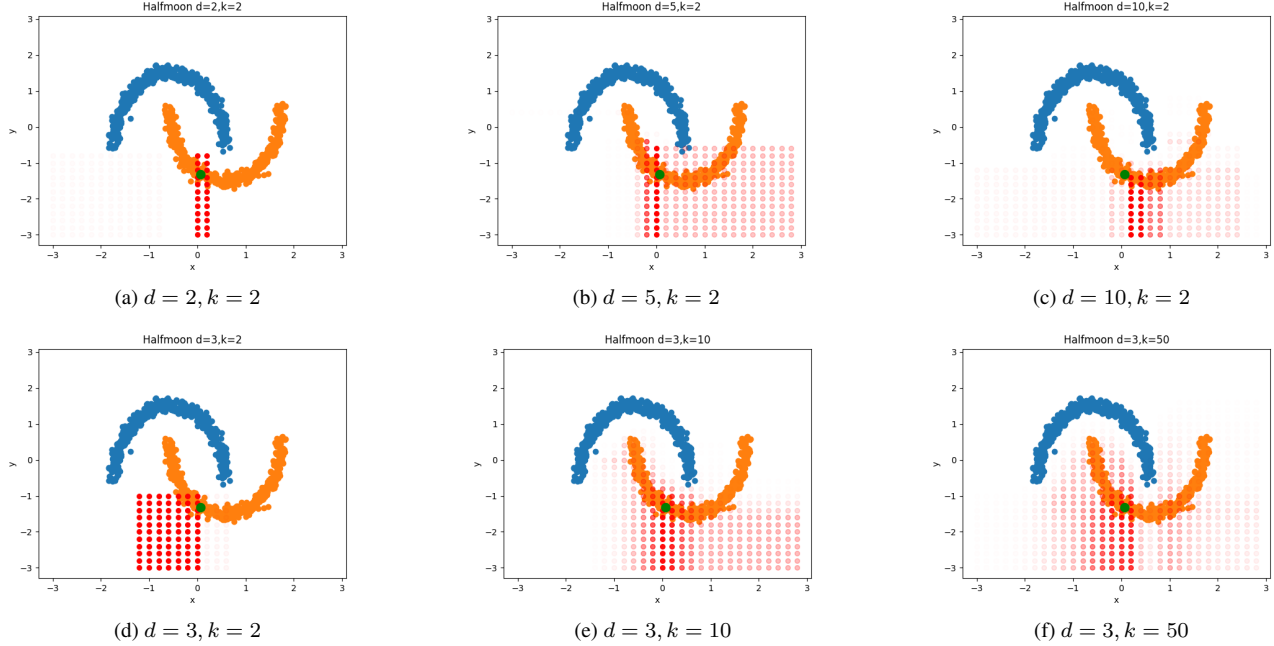 Halfmoon d=2,k=2
3
2
1
0
−1
−2
−3
y
−3 −2 −1 0 1 2 3
x
(a) d = 2, k = 2
Halfmoon d=5,k=2
3
2
1
0
−1
−2
−3
y
−3 −2 −1 0 1 2 3
x
(b) d = 5, k = 2
Halfmoon d=10,k=2
3
2
1
0
−1
−2
−3
y
−3 −2 −1 0 1 2 3
x
(c) d = 10, k = 2
Halfmoon d=3,k=2
3
2
1
0
−1
−2
−3
y
−3 −2 −1 0 1 2 3
x
(d) d = 3, k = 2
Halfmoon d=3,k=10
3
2
1
0
−1
−2
−3
y
−3 −2 −1 0 1 2 3
x
(e) d = 3, k = 10
Halfmoon d=3,k=50
3
2
1
0
−1
−2
−3
y
−3 −2 −1 0 1 2 3
x
(f) d = 3, k = 50